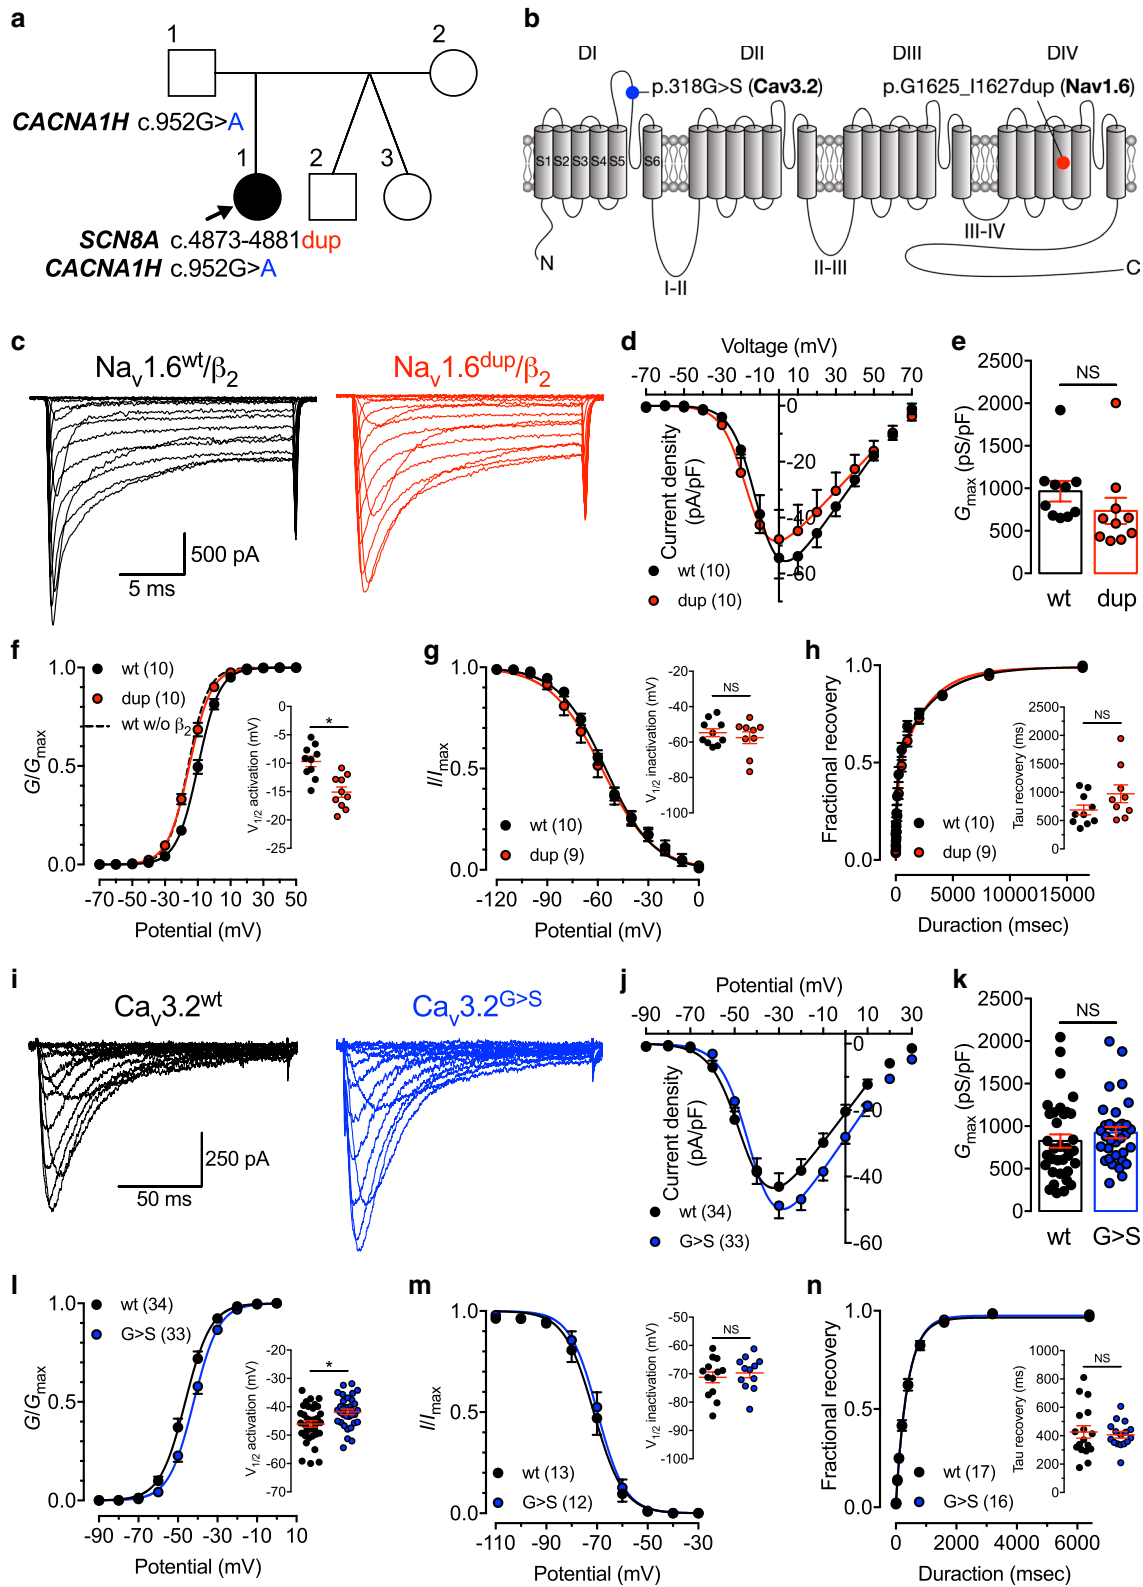 a
1
2
CACNA1H c.952G>A
1
2
3
SCN8A c.4873-4881dup
CACNA1H c.952G>A
b
DI
DII
DIII
DIV
p.318G>S (Cav3.2)
p.G1625_I1627dup (Nav1.6)
S1 S2 S3 S4 S5 S6
N
I-II
II-III
III-IV
C
c
Nav1.6wt/β2
Nav1.6dup/β2
500 pA
5 ms
d
Voltage (mV)
-70 -50 -30 -10 10 30 50 70
0
-20
-40
-60
Current density
(pA/pF)
wt (10)
dup (10)
e
2500
2000
1500
1000
500
0
Gmax (pS/pF)
NS
wt dup
f
1.0
0.5
0.0
G/Gmax
wt (10)
dup (10)
wt w/o β2
-70 -50 -30 -10 10 30 50
Potential (mV)
0
-5
-10
-15
-20
-25
V1/2 activation (mV)
*
g
1.0
0.5
0.0
I/Imax
wt (10)
dup (9)
-120 -90 -60 -30 0
Potential (mV)
-20
-40
-60
-80
-100
V1/2 inactivation (mV)
NS
h
1.0
0.5
0.0
Fractional recovery
wt (10)
dup (9)
0 5000 10000 15000
Duraction (msec)
2500
2000
1500
1000
500
0
Tau recovery (ms)
NS
i
Cav3.2wt
Cav3.2G>S
250 pA
50 ms
j
Potential (mV)
-90 -70 -50 -30 -10 10 30
0
-20
-40
-60
Current density
(pA/pF)
wt (34)
G>S (33)
k
2500
2000
1500
1000
500
0
Gmax (pS/pF)
NS
wt G>S
l
1.0
0.5
0.0
G/Gmax
wt (34)
G>S (33)
-90 -70 -50 -30 -10 10
Potential (mV)
-20
-30
-40
-50
-60
-70
V1/2 activation (mV)
*
m
1.0
0.5
0.0
I/Imax
wt (13)
G>S (12)
-110 -90 -70 -50 -30
Potential (mV)
-50
-60
-70
-80
-90
-100
V1/2 inactivation (mV)
NS
n
1.0
0.5
0.0
Fractional recovery
wt (17)
G>S (16)
0 2000 4000 6000
Duraction (msec)
1000
800
600
400
200
0
Tau recovery (ms)
NS